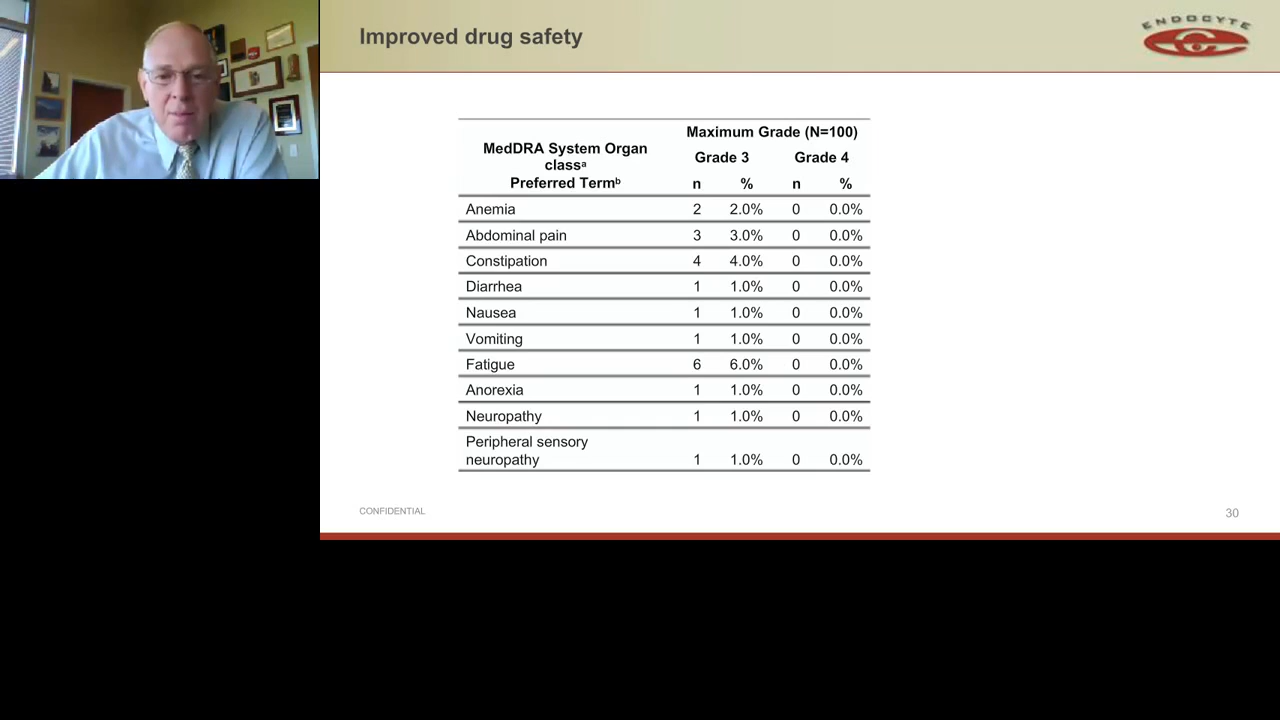 Improved drug safety
ENDOCYTE
Maximum Grade (N=100)
MedDRA System Organ
classᵃ
Preferred Termᵇ
Grade 3 Grade 4
n % n %
Anemia 2 2.0% 0 0.0%
Abdominal pain 3 3.0% 0 0.0%
Constipation 4 4.0% 0 0.0%
Diarrhea 1 1.0% 0 0.0%
Nausea 1 1.0% 0 0.0%
Vomiting 1 1.0% 0 0.0%
Fatigue 6 6.0% 0 0.0%
Anorexia 1 1.0% 0 0.0%
Neuropathy 1 1.0% 0 0.0%
Peripheral sensory
neuropathy 1 1.0% 0 0.0%
CONFIDENTIAL
30